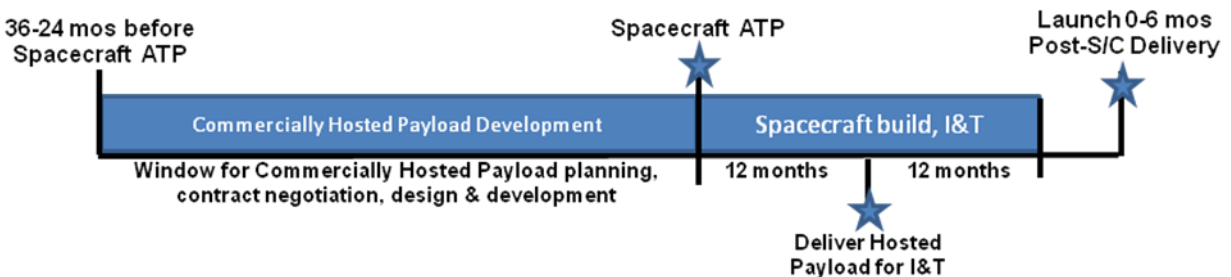 36-24 mos before
Spacecraft ATP
Spacecraft ATP
Launch 0-6 mos
Post-S/C Delivery
Commercially Hosted Payload Development
Spacecraft build, I&T
Window for Commercially Hosted Payload planning,
contract negotiation, design & development
12 months
12 months
Deliver Hosted
Payload for I&T